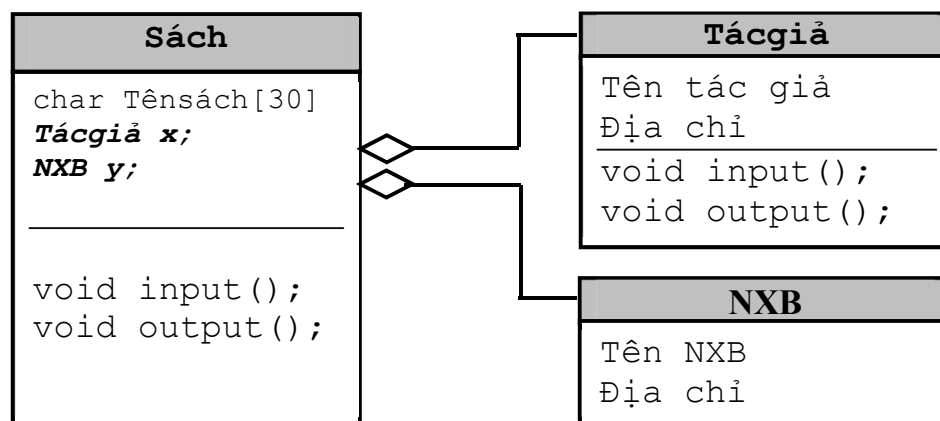 Sách
char Tênsách[30]
Tácgiả x;
NXB y;
void input();
void output();
Tácgiả
Tên tác giả
Địa chỉ
void input();
void output();
NXB
Tên NXB
Địa chỉ